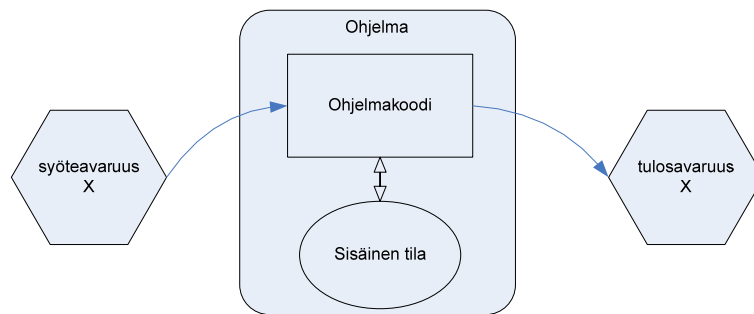 Ohjelma
Ohjelmakoodi
syöteavaruus
X
tulosavaruus
X
Sisäinen tila